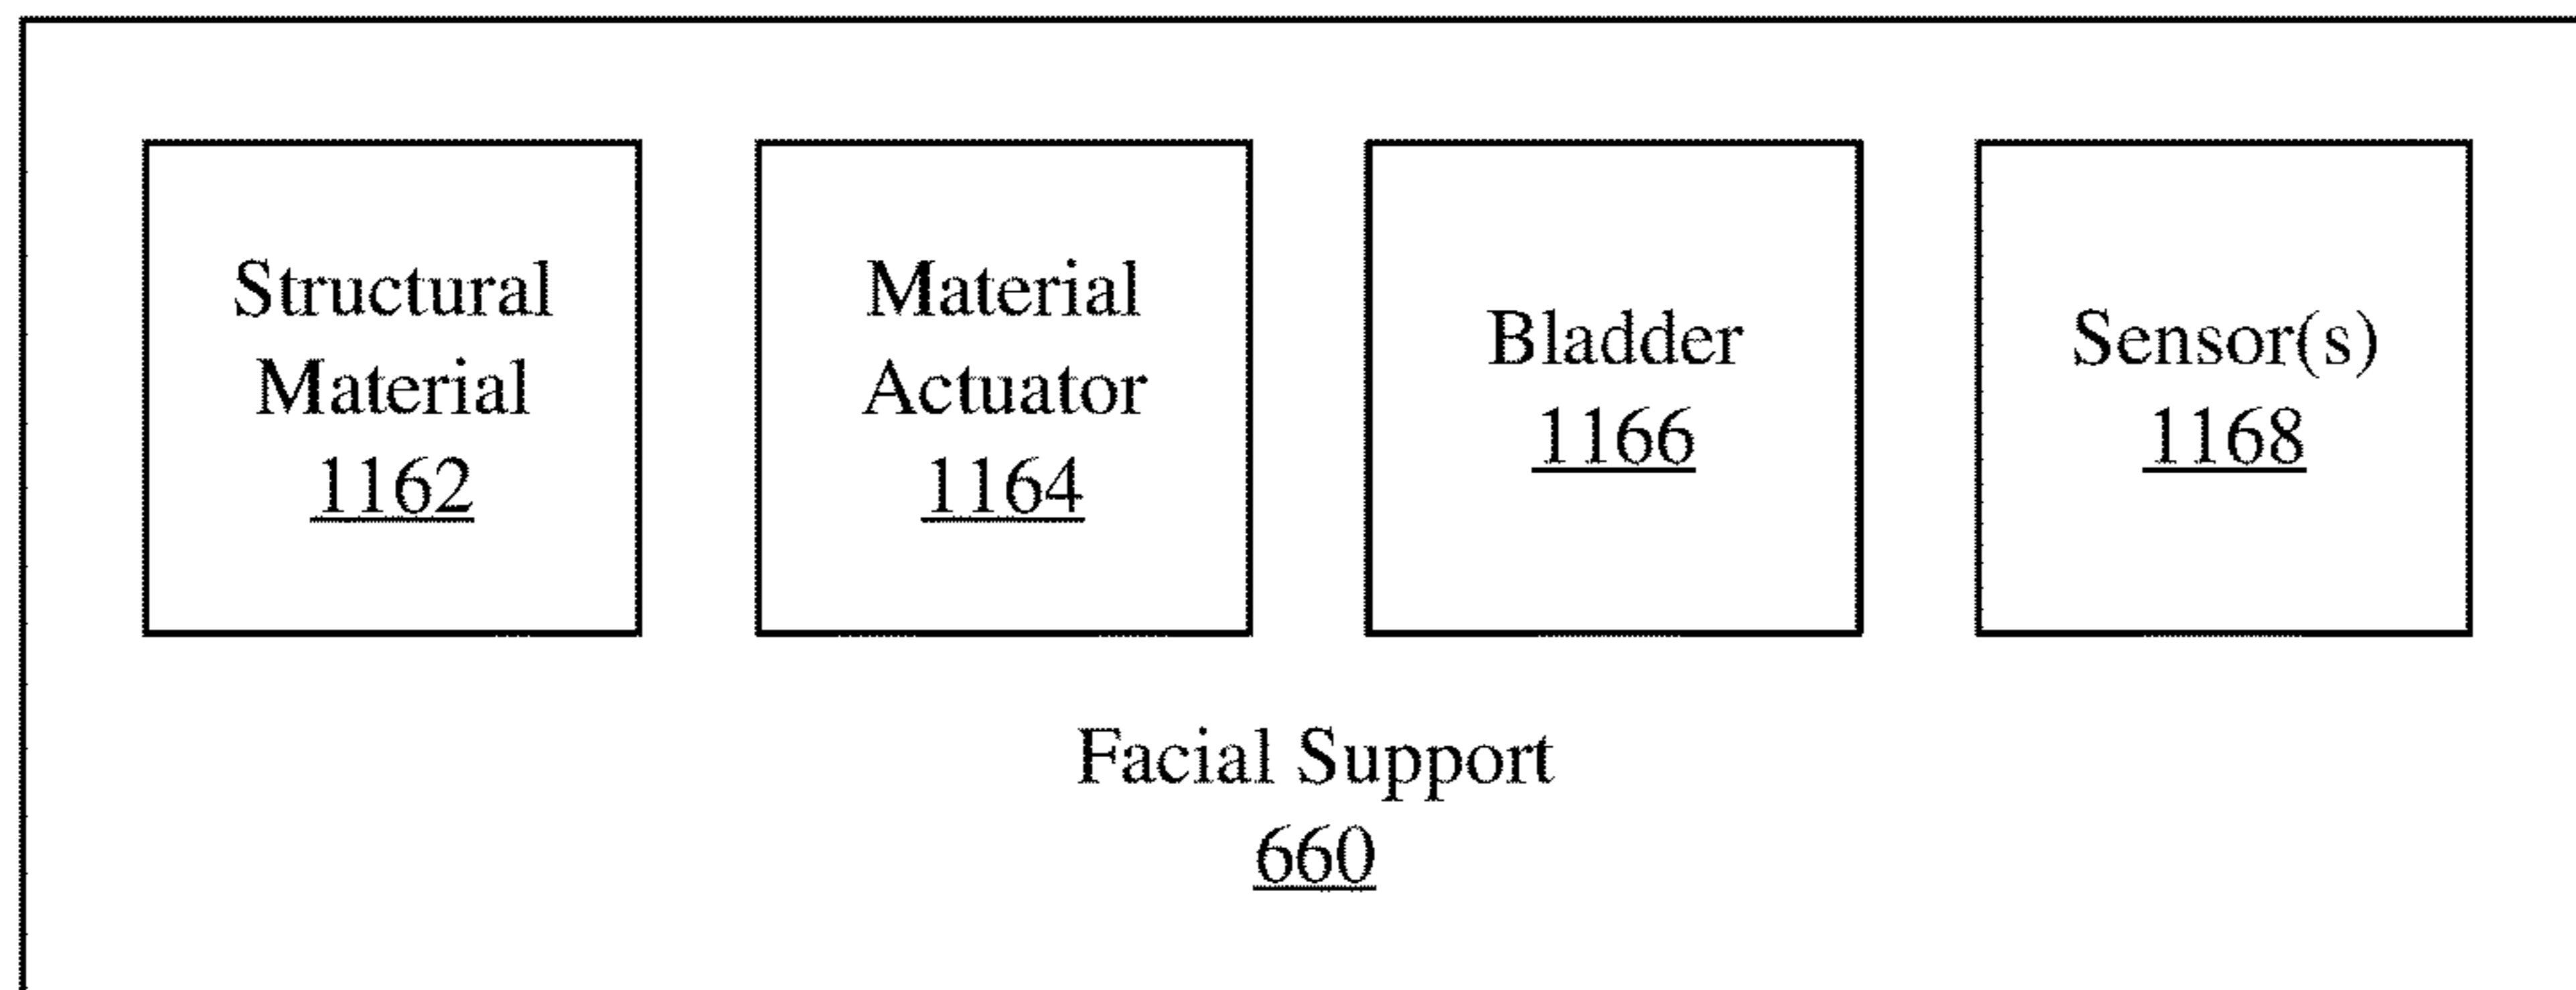 Structural
Material
1162
Material
Actuator
1164
Bladder
1166
Sensor(s)
1168
Facial Support
660